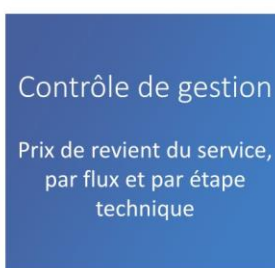 Contrôle de gestion
Prix de revient du service,
par flux et par étape
technique